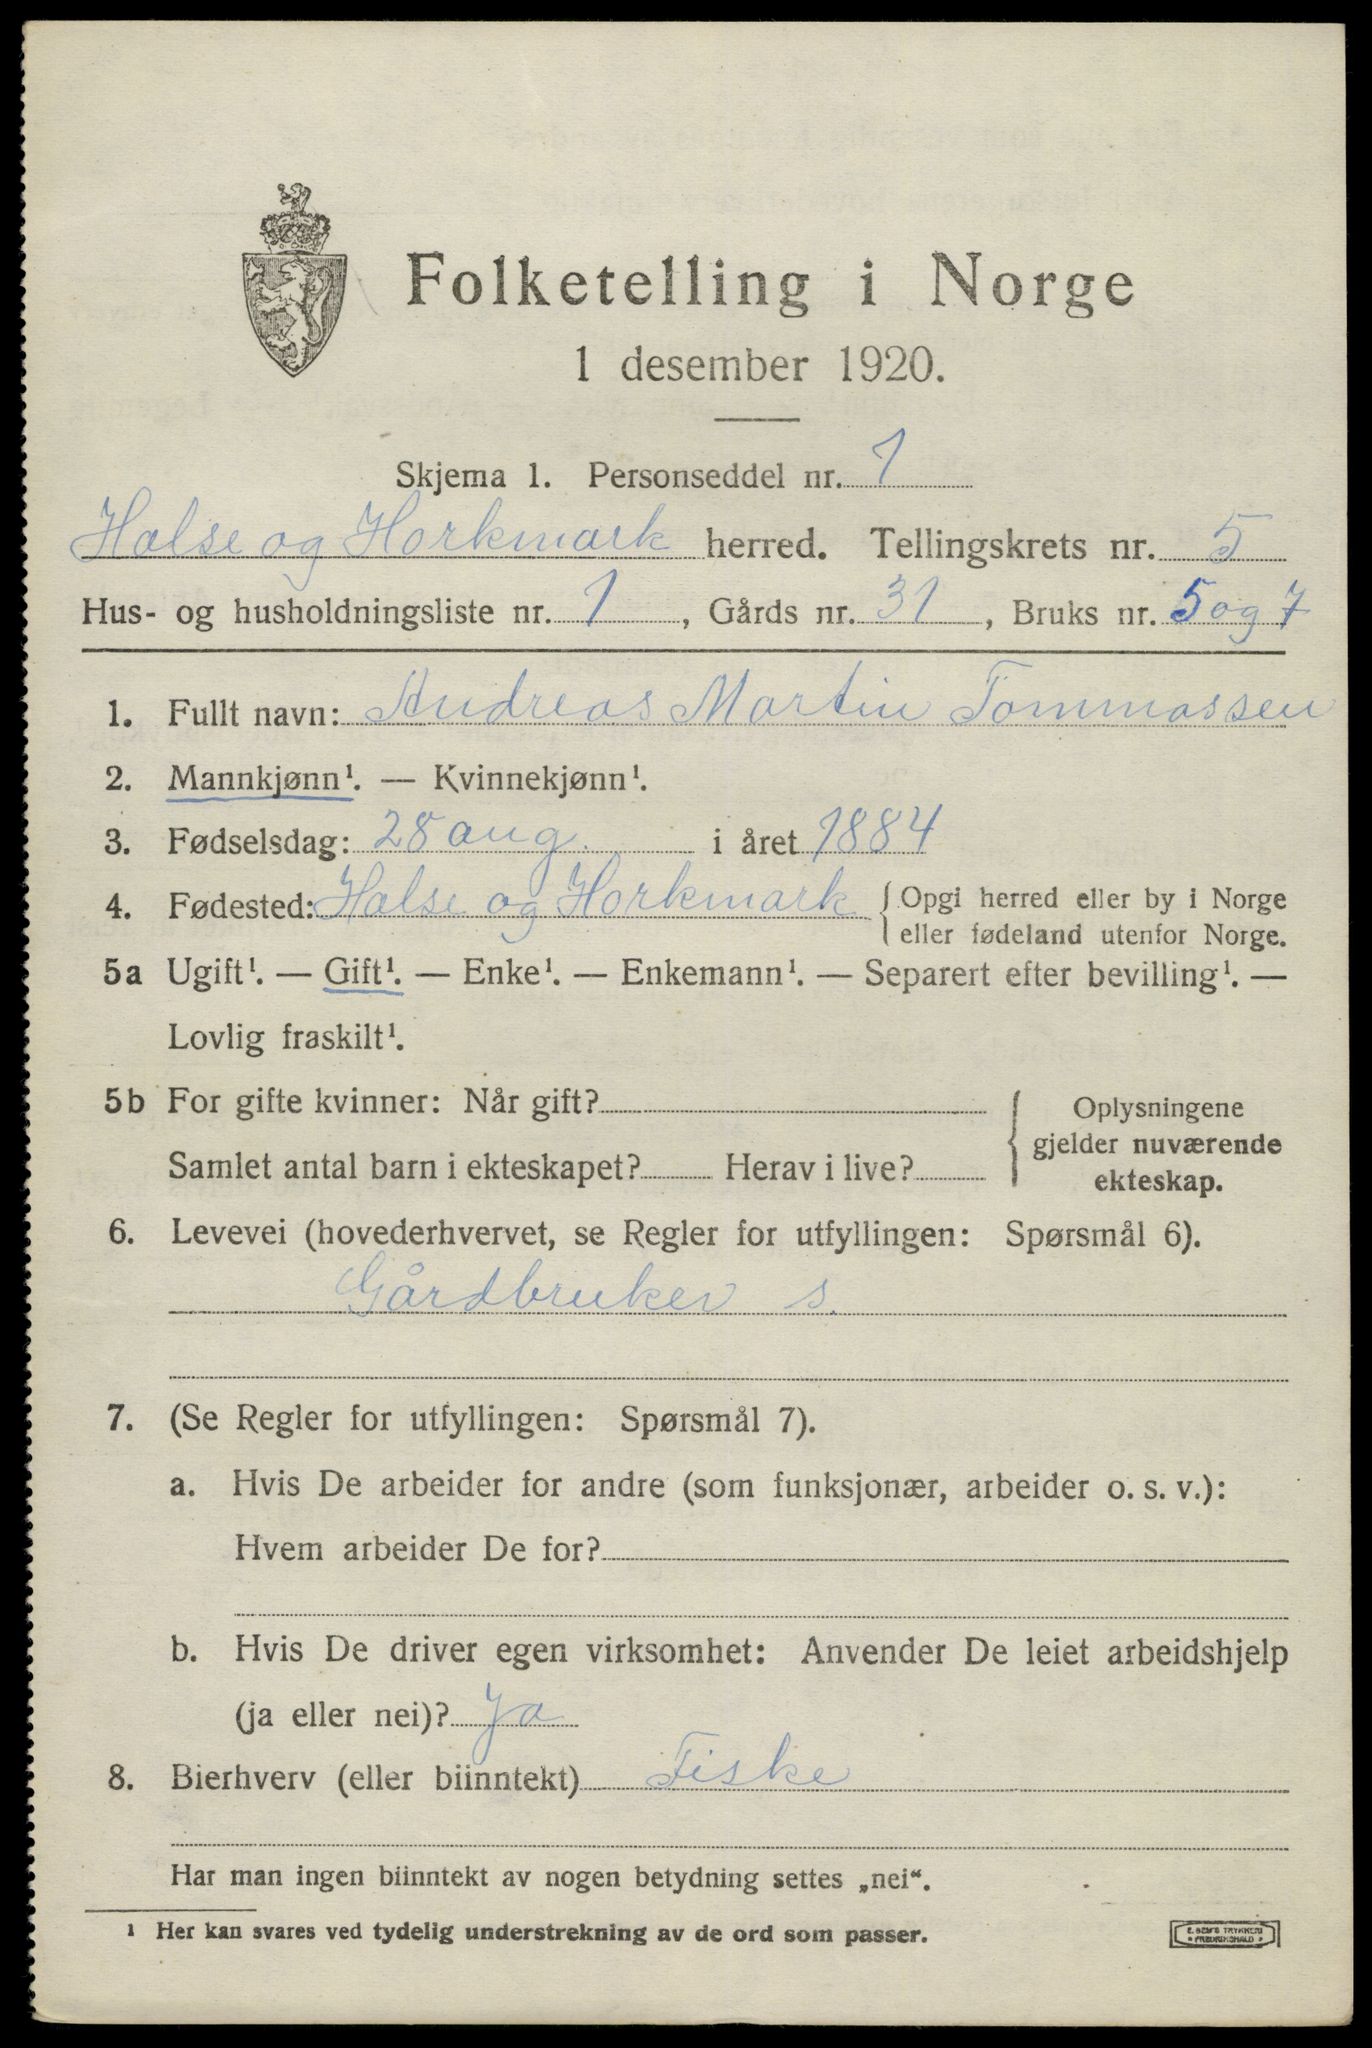 Folketelling i Norge
1 desember 1920.
Skjema 1. Personseddel nr. 1
Halse og Harkmark herred. Tellingskrets nr. 5
Hus- og husholdningsliste nr. 1, Gårds nr. 31, Bruks nr. 5 og 7
1. Fullt navn: Andreas Martin Tommassen
2. Mannkjønn¹. — Kvinnekjønn¹.
3. Fødselsdag: 28 aug. i året 1884
4. Fødested: Halse og Harkmark { Opgi herred eller by i Norge
eller fødeland utenfor Norge.
5a Ugift¹. — Gift¹. — Enke¹. — Enkemann¹. — Separert efter bevilling¹. —
Lovlig fraskilt¹.
5b For gifte kvinner: Når gift? { Oplysningene
gjelder nuværende
Samlet antal barn i ekteskapet? Herav i live? ekteskap.
6. Levevei (hovederhvervet, se Regler for utfyllingen: Spørsmål 6).
Gårdbruker s.
7. (Se Regler for utfyllingen: Spørsmål 7).
a. Hvis De arbeider for andre (som funksjonær, arbeider o. s. v.):
Hvem arbeider De for?
b. Hvis De driver egen virksomhet: Anvender De leiet arbeidshjelp
(ja eller nei)? Ja
8. Bierhverv (eller biinntekt) Fiske
Har man ingen biinntekt av nogen betydning settes „nei“.
¹ Her kan svares ved tydelig understrekning av de ord som passer.
E. SEM'S TRYKKERI
FREDRIKSHALD